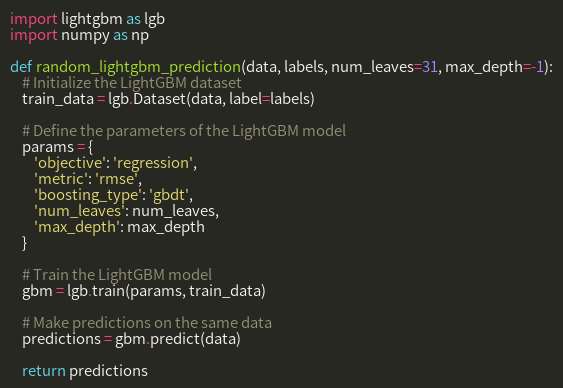 import lightgbm as lgb
import numpy as np
def random_lightgbm_prediction(data, labels, num_leaves=31, max_depth=-1):
# Initialize the LightGBM dataset
train_data = lgb.Dataset(data, label=labels)
# Define the parameters of the LightGBM model
params = {
'objective': 'regression',
'metric': 'rmse',
'boosting_type': 'gbdt',
'num_leaves': num_leaves,
'max_depth': max_depth
}
# Train the LightGBM model
gbm = lgb.train(params, train_data)
# Make predictions on the same data
predictions = gbm.predict(data)
return predictions